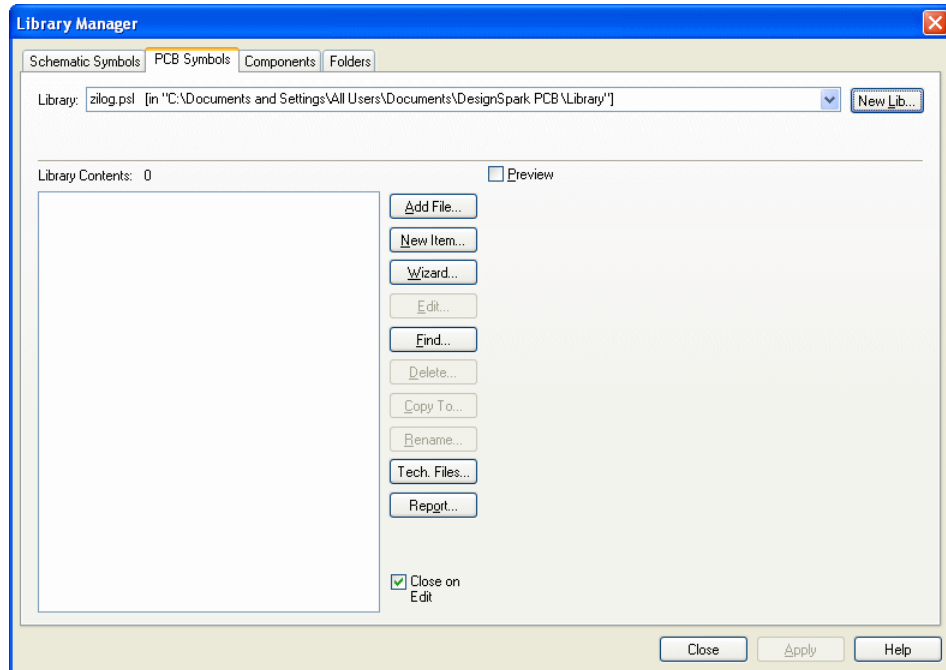 Library Manager
Schematic Symbols PCB Symbols Components Folders
Library: zilog.psl [in "C:\Documents and Settings\All Users\Documents\DesignSpark PCB\Library"] New Lib...
Library Contents: 0 Preview
Add File...
New Item...
Wizard...
Edit...
Find...
Delete...
Copy To...
Rename...
Tech. Files...
Report...
Close on
Edit
Close Apply Help